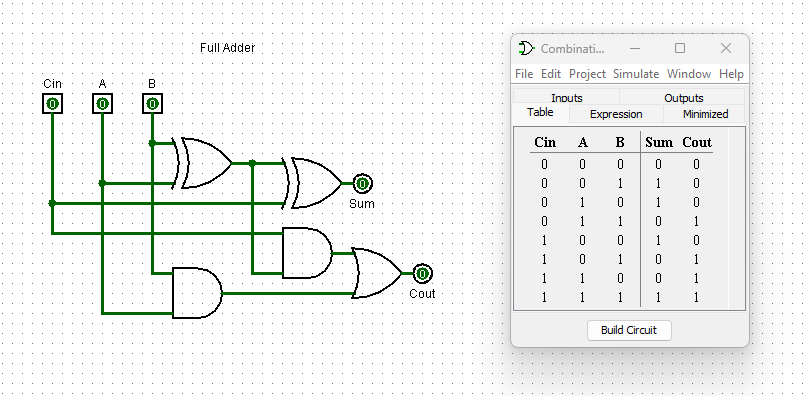 Full Adder
Cin A B
0 0 0
0
Sum
0
Cout
Combinati...
File Edit Project Simulate Window Help
Inputs Outputs
Table Expression Minimized
Cin A B Sum Cout
0 0 0 0 0
0 0 1 1 0
0 1 0 1 0
0 1 1 0 1
1 0 0 1 0
1 0 1 0 1
1 1 0 0 1
1 1 1 1 1
Build Circuit